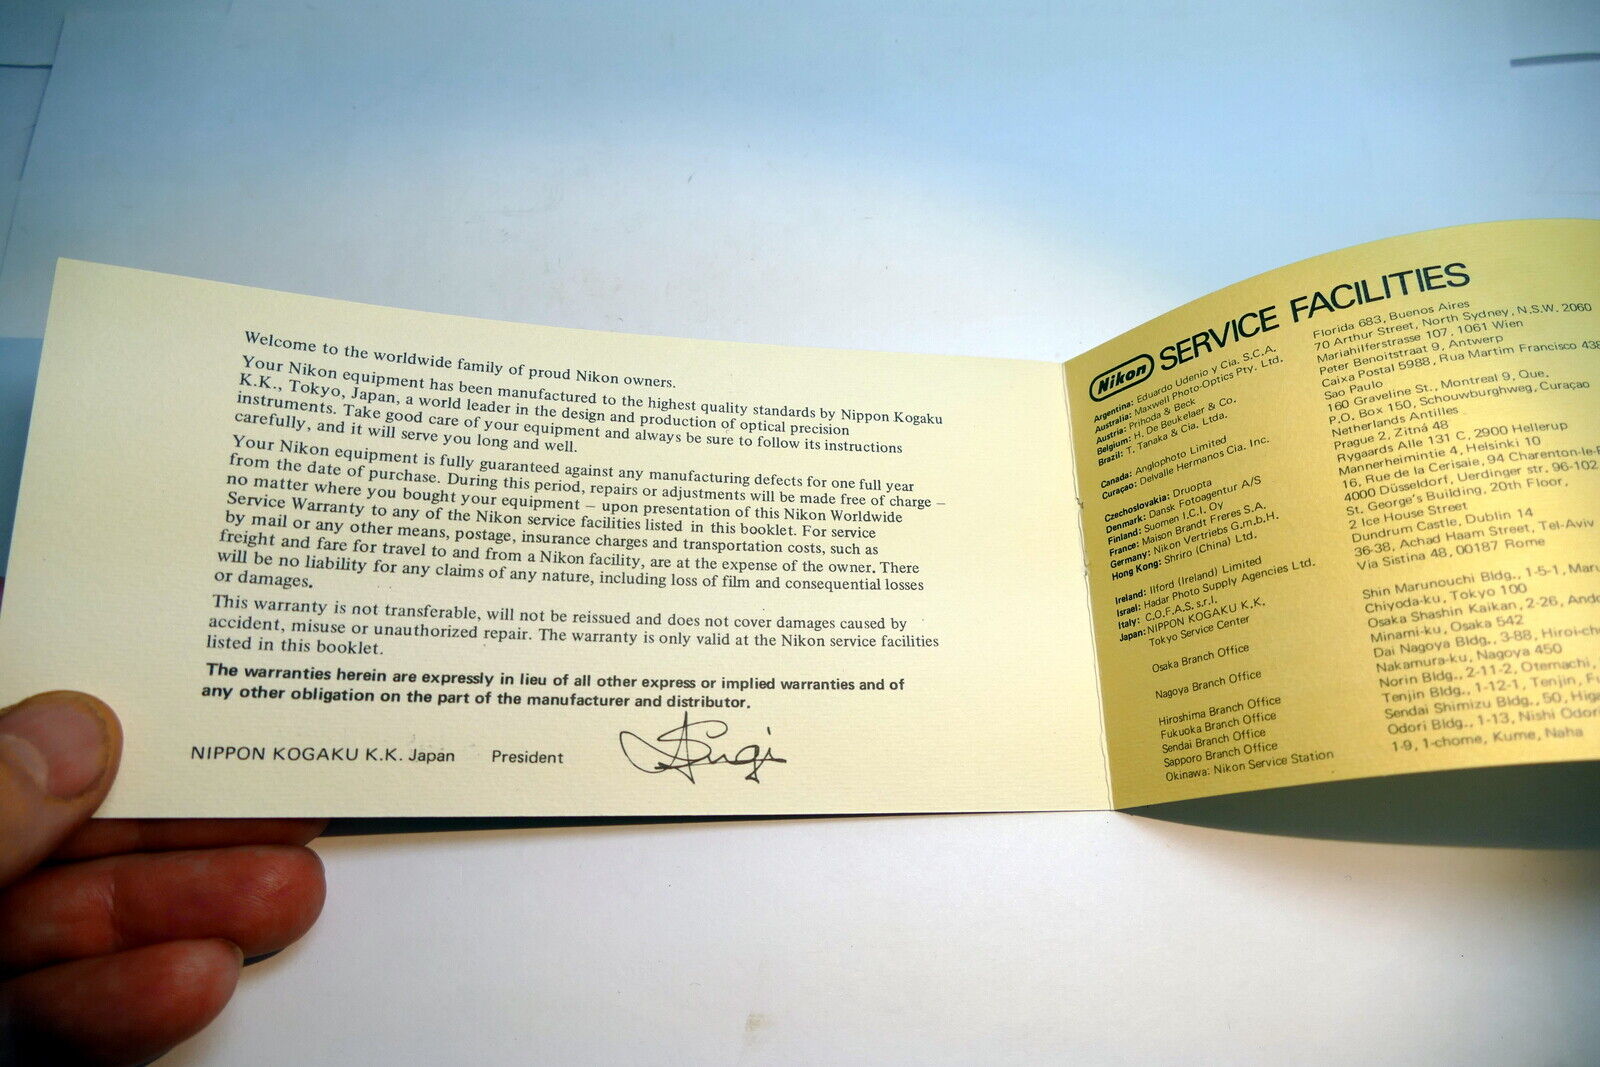 Welcome to the worldwide family of proud Nikon owners.
Your Nikon equipment has been manufactured to the highest quality standards by Nippon Kogaku
K.K., Tokyo, Japan, a world leader in the design and production of optical precision
instruments. Take good care of your equipment and always be sure to follow its instructions
carefully, and it will serve you long and well.
Your Nikon equipment is fully guaranteed against any manufacturing defects for one full year
from the date of purchase. During this period, repairs or adjustments will be made free of charge –
no matter where you bought your equipment – upon presentation of this Nikon Worldwide
Service Warranty to any of the Nikon service facilities listed in this booklet. For service
by mail or any other means, postage, insurance charges and transportation costs, such as
freight and fare for travel to and from a Nikon facility, are at the expense of the owner. There
will be no liability for any claims of any nature, including loss of film and consequential losses
or damages.
This warranty is not transferable, will not be reissued and does not cover damages caused by
accident, misuse or unauthorized repair. The warranty is only valid at the Nikon service facilities
listed in this booklet.
The warranties herein are expressly in lieu of all other express or implied warranties and of
any other obligation on the part of the manufacturer and distributor.
NIPPON KOGAKU K.K. Japan President
Nikon SERVICE FACILITIES
Argentina: Eduardo Udenio y Cia. S.C.A.
Australia: Maxwell Photo-Optics Pty. Ltd.
Austria: Prihoda & Beck
Belgium: H. De Beukelaer & Co.
Brazil: T. Tanaka & Cia. Ltda.
Canada: Anglophoto Limited
Curaçao: Delvalle Hermanos Cia. Inc.
Czechoslovakia: Druopta
Denmark: Dansk Fotoagentur A/S
Finland: Suomen I.C.I. Oy
France: Maison Brandt Freres S.A.
Germany: Nikon Vertriebs G.m.b.H.
Hong Kong: Shriro (China) Ltd.
Ireland: Ilford (Ireland) Limited
Israel: Hadar Photo Supply Agencies Ltd.
Italy: C.O.F.A.S. s.r.l.
Japan: NIPPON KOGAKU K.K.
Tokyo Service Center
Osaka Branch Office
Nagoya Branch Office
Hiroshima Branch Office
Fukuoka Branch Office
Sendai Branch Office
Sapporo Branch Office
Okinawa: Nikon Service Station
Florida 683, Buenos Aires
70 Arthur Street, North Sydney, N.S.W. 2060
Mariahilferstrasse 107, 1061 Wien
Peter Benoitstraat 9, Antwerp
Caixa Postal 5988, Rua Martim Francisco
Sao Paulo
160 Graveline St., Montreal 9, Que.
P.O. Box 150, Schouwburghweg, Curaçao
Netherlands Antilles
Prague 2, Zitná 48
Rygaards Alle 131 C, 2900 Hellerup
Mannerheimintie 4, Helsinki 10
16, Rue de la Cerisaie, 94 Charenton-le-
4000 Düsseldorf, Uerdinger str. 96-102
St. George's Building, 20th Floor,
2 Ice House Street
Dundrum Castle, Dublin 14
36-38, Achad Haam Street, Tel-Aviv
Via Sistina 48, 00187 Rome
Shin Marunouchi Bldg., 1-5-1,
Chiyoda-ku, Tokyo 100
Osaka Shashin Kaikan, 2-26,
Minami-ku, Osaka 542
Dai Nagoya Bldg., 3-88,
Nakamura-ku, Nagoya 450
Norin Bldg., 2-11-2, Otemachi,
Tenjin Bldg., 1-12-1, Tenjin,
Sendai Shimizu Bldg., 50,
Odori Bldg., 1-13, Nishi Odori
1-9, 1-chome, Kume, Naha